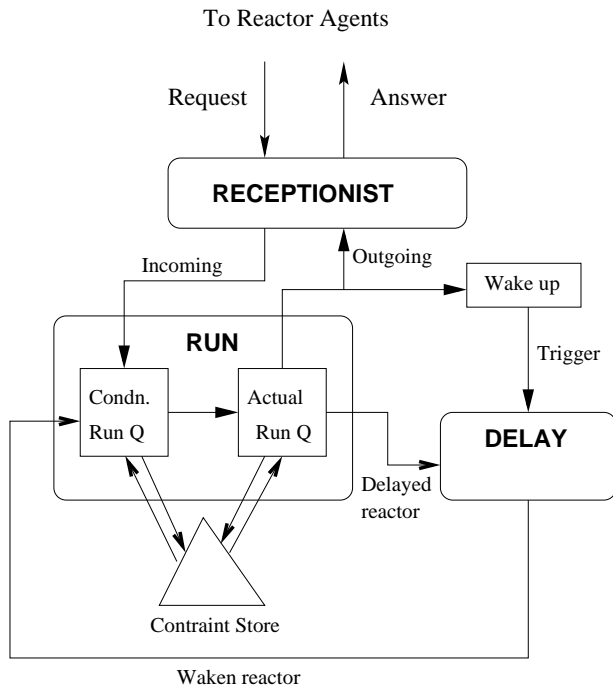 To Reactor Agents
Request
Answer
RECEPTIONIST
Incoming
Outgoing
Wake up
RUN
Trigger
Condn.
Run Q
Actual
Run Q
DELAY
Delayed
reactor
Contraint Store
Waken reactor